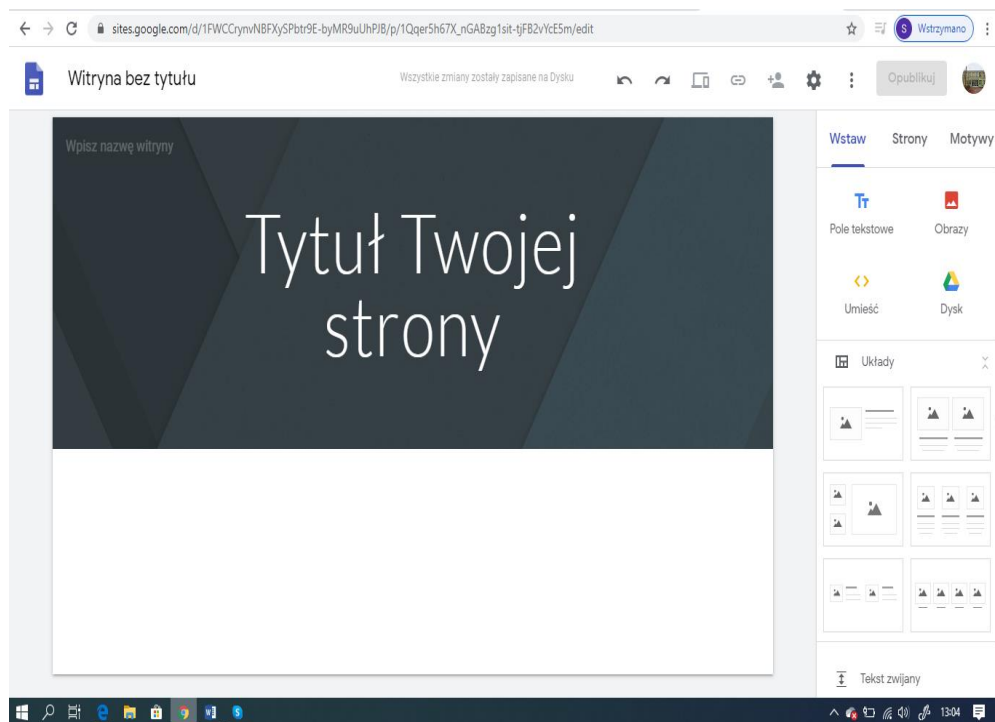 sites.google.com/d/1FWCCrynvNBFXySPbtr9E-byMR9uUhPJB/p/1Qqer5h67X_nGABzg1sit-tjFB2vYcE5m/edit
S Wstrzymano
Witryna bez tytułu
Wszystkie zmiany zostały zapisane na Dysku
Opublikuj
Wpisz nazwę witryny
Tytuł Twojej
strony
Wstaw Strony Motywy
Pole tekstowe Obrazy
Umieść Dysk
Układy
Tekst zwijany
13:04